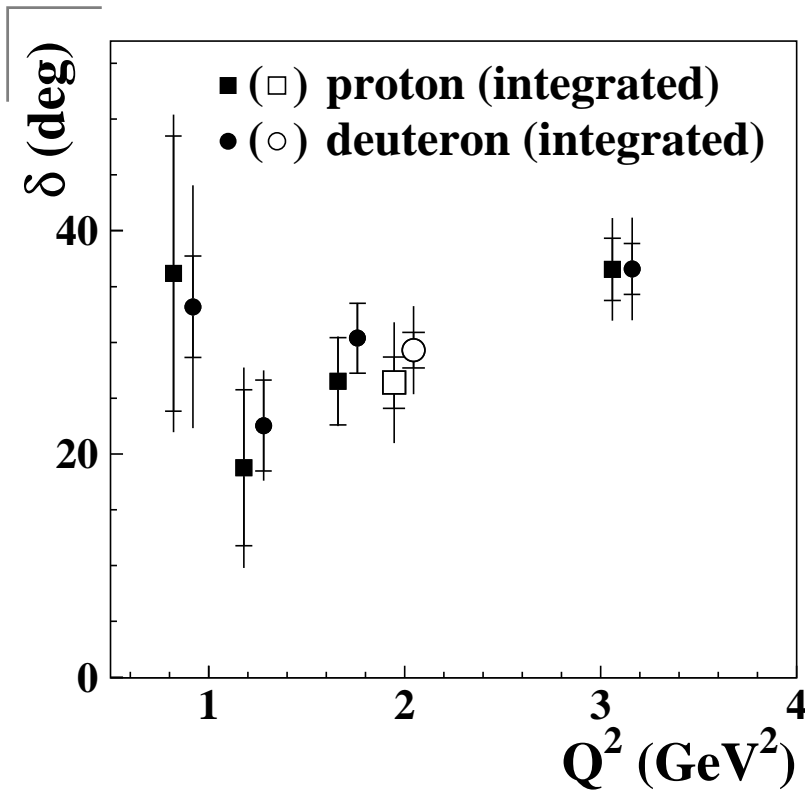 ■ (□) proton (integrated)
● (○) deuteron (integrated)
δ (deg)
40
20
0
1 2 3 4
Q² (GeV²)